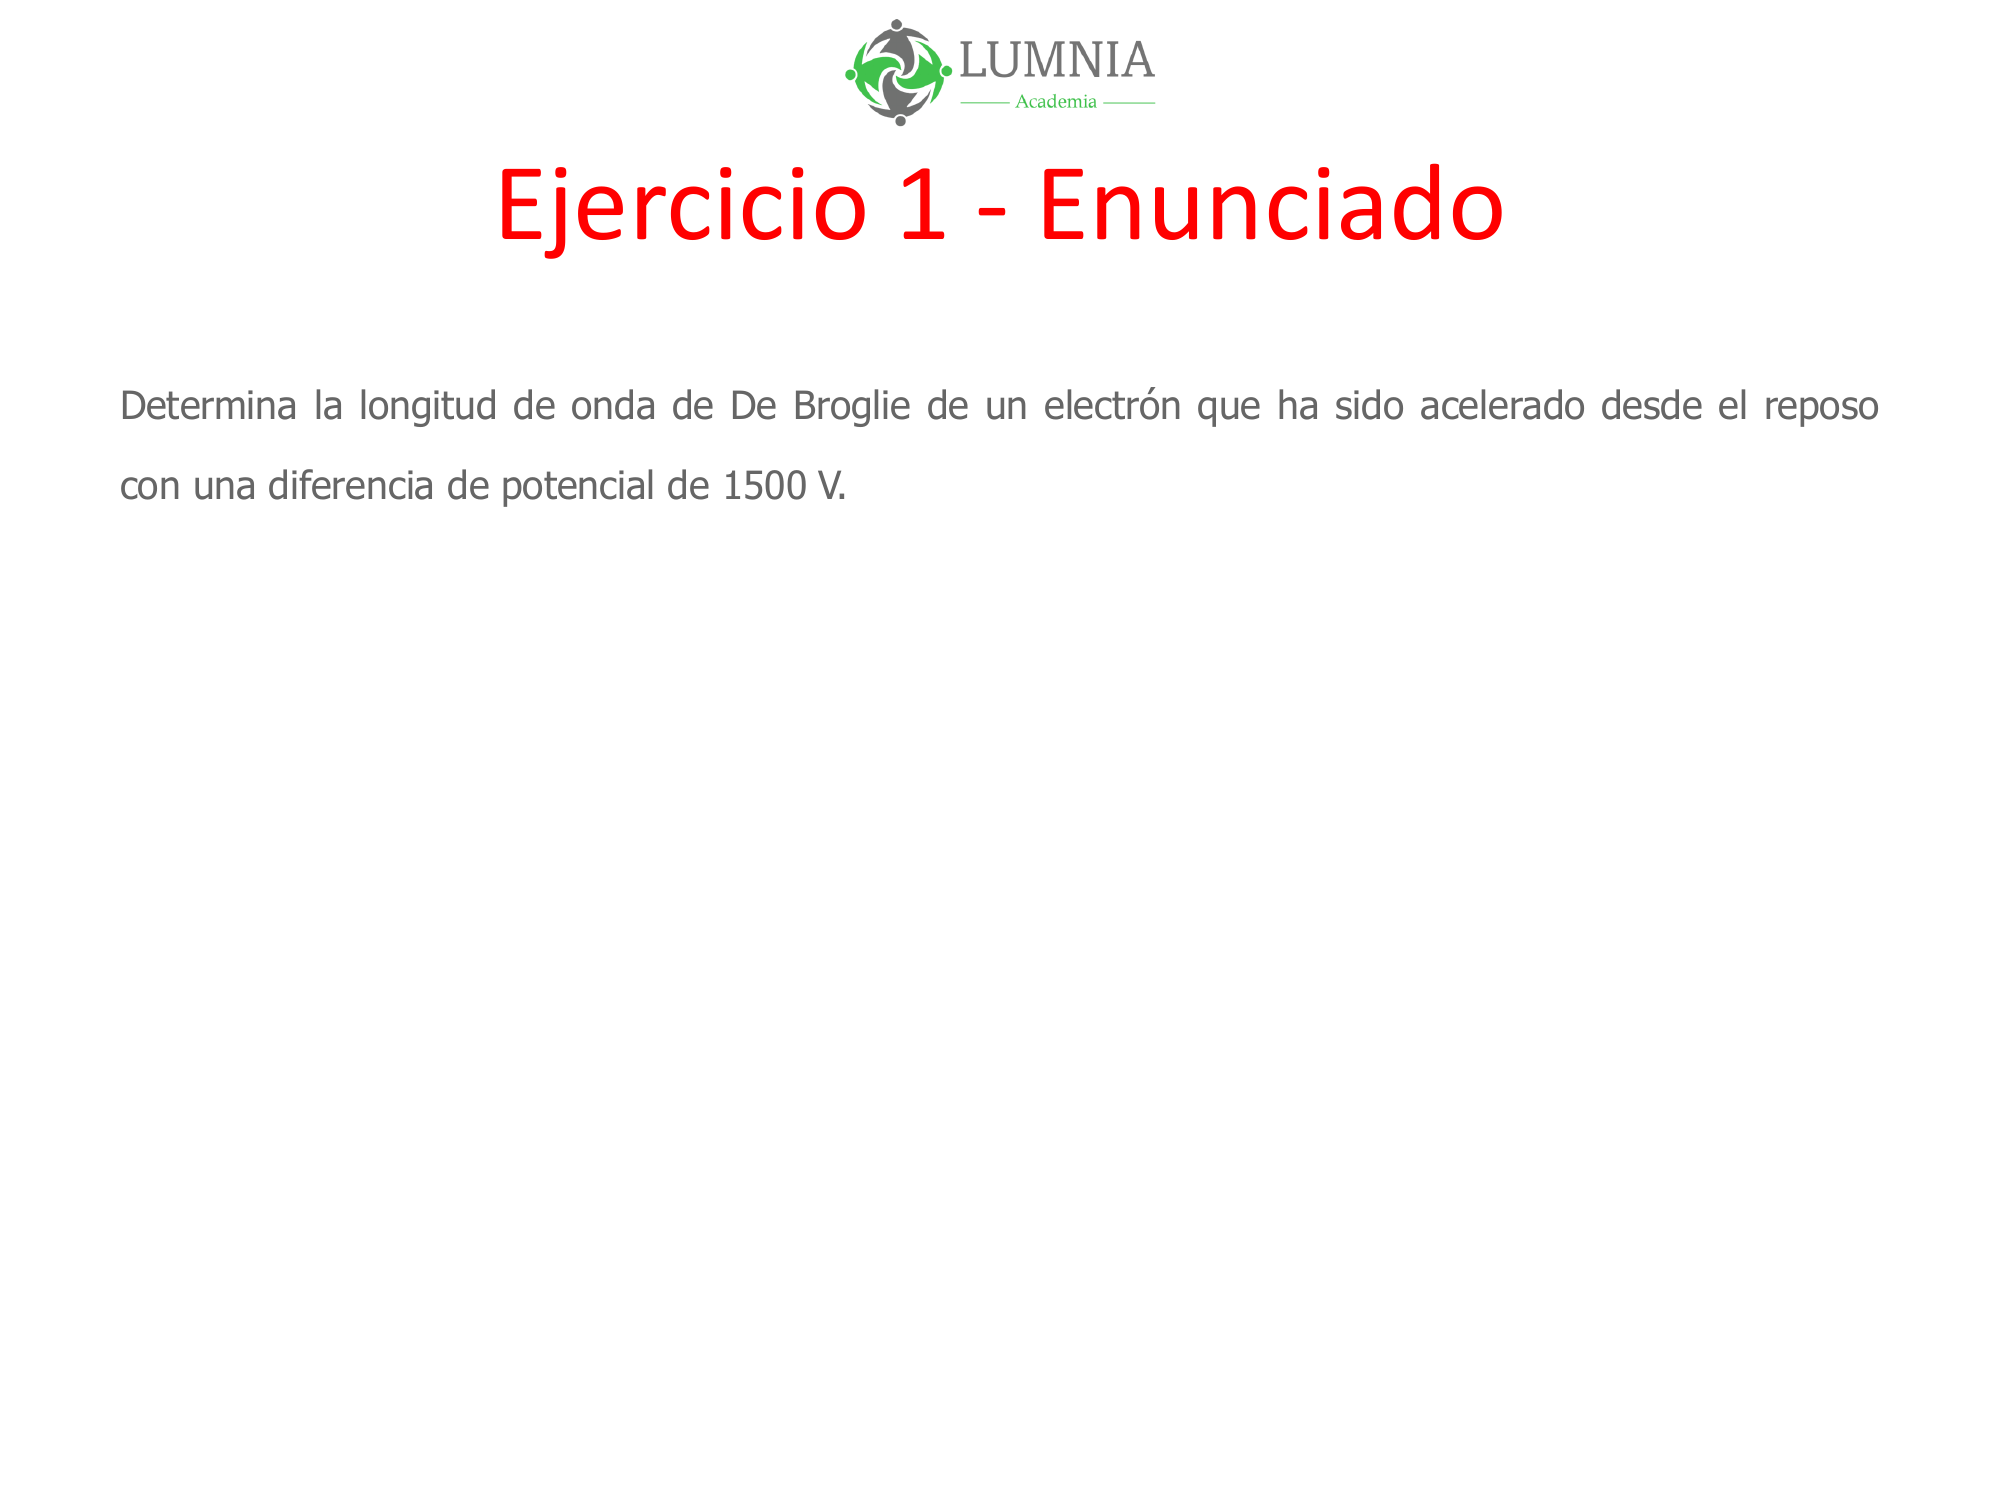 LUMNIA
Academia
Ejercicio 1 - Enunciado
Determina la longitud de onda de De Broglie de un electrón que ha sido acelerado desde el reposo
con una diferencia de potencial de 1500 V.